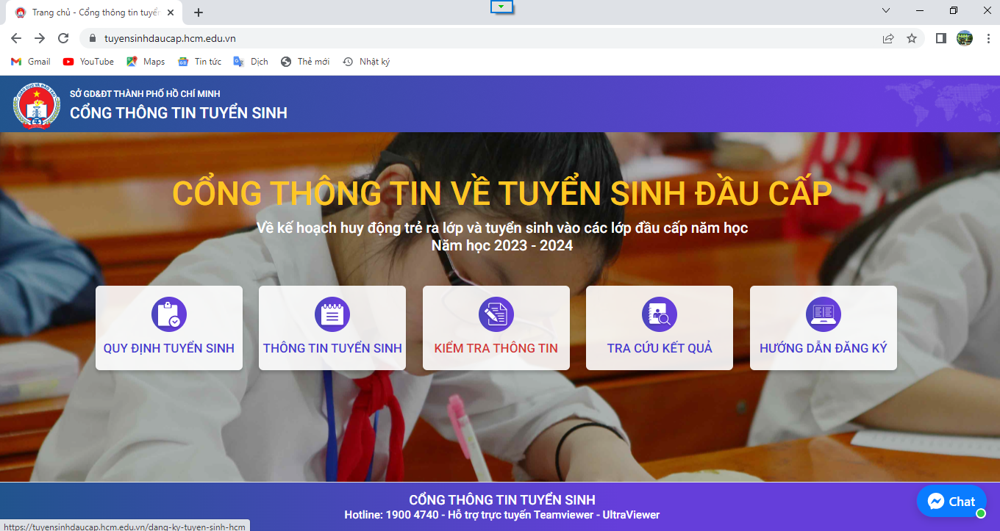 Trang chủ - Cổng thông tin tuyển
tuyensinhdaucap.hcm.edu.vn
Gmail
YouTube
Maps
Tin tức
Dịch
Thẻ mới
Nhật ký
SỞ GD&ĐT THÀNH PHỐ HỒ CHÍ MINH
CỔNG THÔNG TIN TUYỂN SINH
CỔNG THÔNG TIN VỀ TUYỂN SINH ĐẦU CẤP
Về kế hoạch huy động trẻ ra lớp và tuyển sinh vào các lớp đầu cấp năm học
Năm học 2023 - 2024
QUY ĐỊNH TUYỂN SINH
THÔNG TIN TUYỂN SINH
KIỂM TRA THÔNG TIN
TRA CỨU KẾT QUẢ
HƯỚNG DẪN ĐĂNG KÝ
CỔNG THÔNG TIN TUYỂN SINH
Hotline: 1900 4740 - Hỗ trợ trực tuyến Teamviewer - UltraViewer
Chat
https://tuyensinhdaucap.hcm.edu.vn/dang-ky-tuyen-sinh-hcm